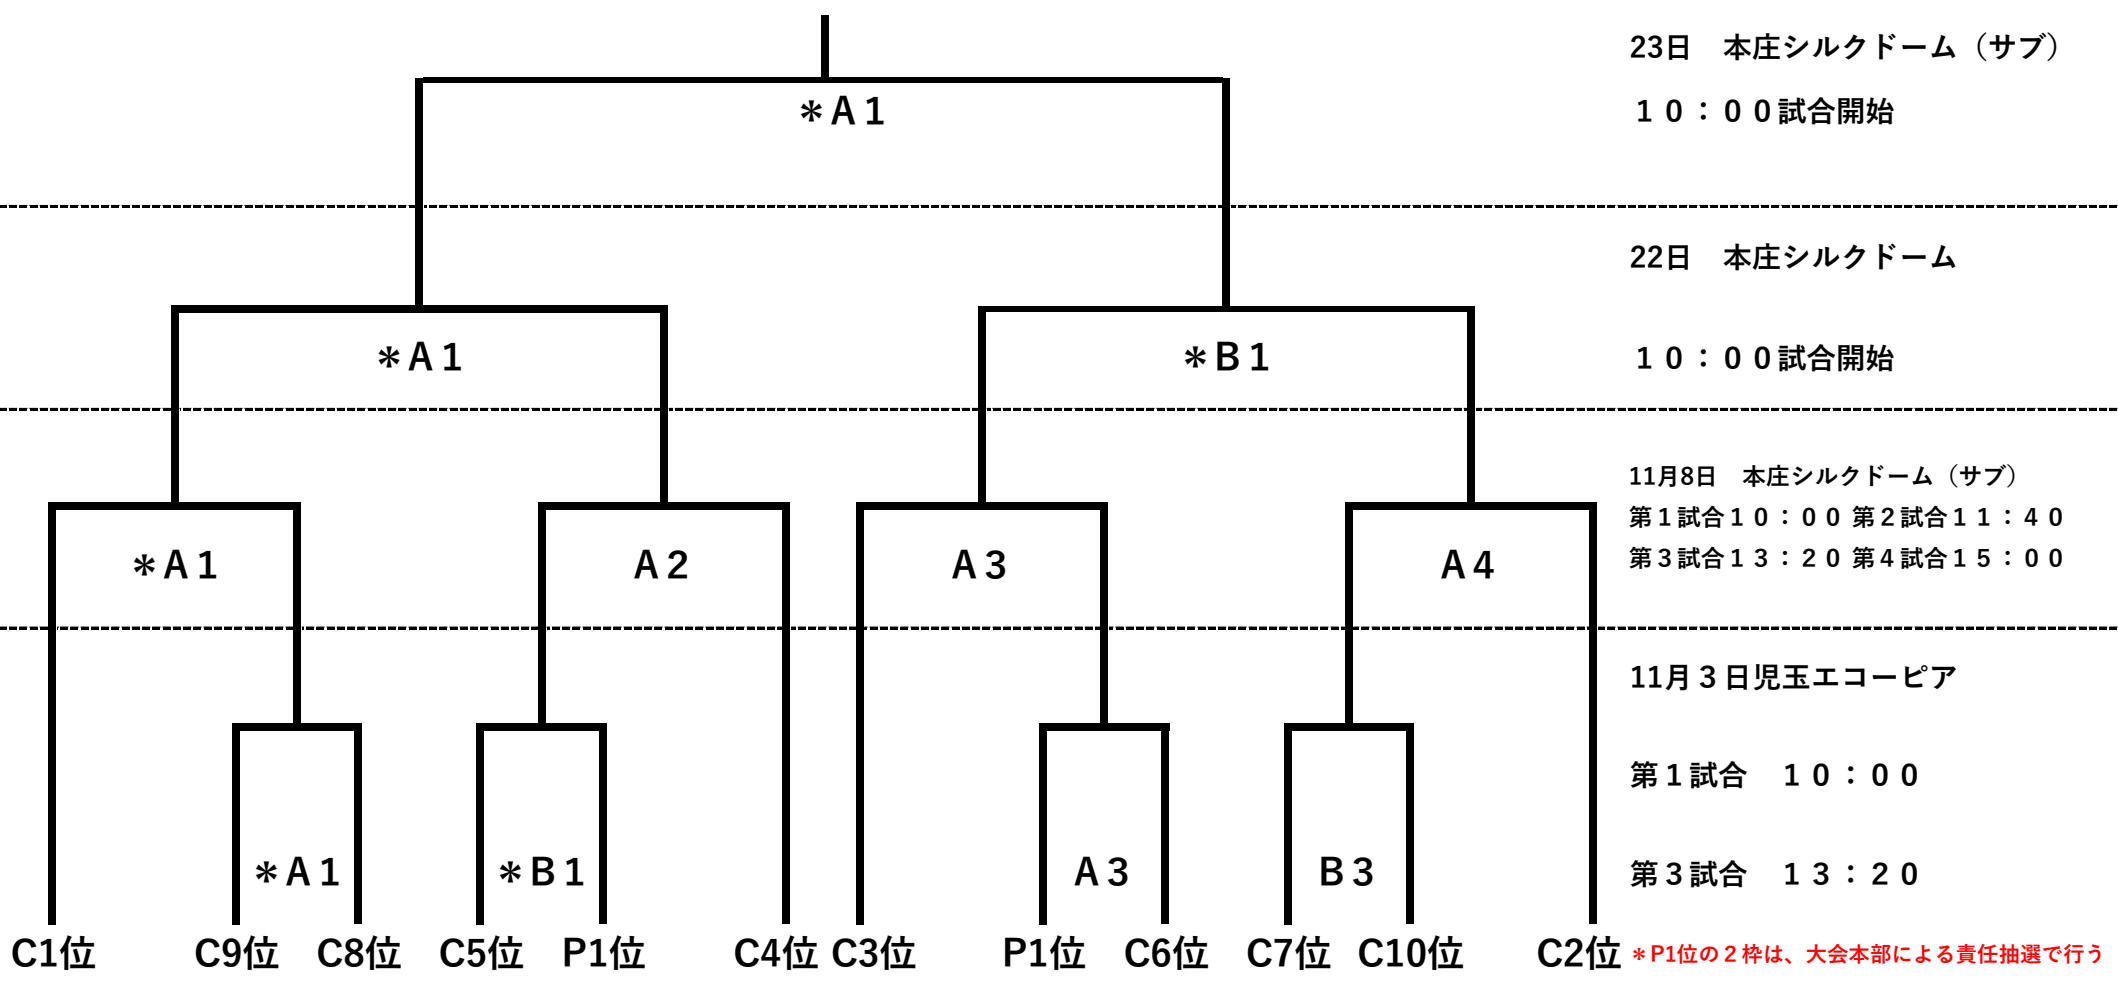 23日　本庄シルクドーム（サブ）
＊A１
１０：００試合開始
22日　本庄シルクドーム
＊A１　＊B１
１０：００試合開始
11月8日　本庄シルクドーム（サブ）
第１試合１０：００ 第２試合１１：４０
＊A１　A２　A３　A４
第３試合１３：２０ 第４試合１５：００
11月３日児玉エコーピア
第１試合　１０：００
＊A１　＊B１　A３　B３
第３試合　１３：２０
C1位　C9位　C8位　C5位　P1位　C4位　C3位　P1位　C6位　C7位　C10位　C2位
＊P1位の２枠は、大会本部による責任抽選で行う